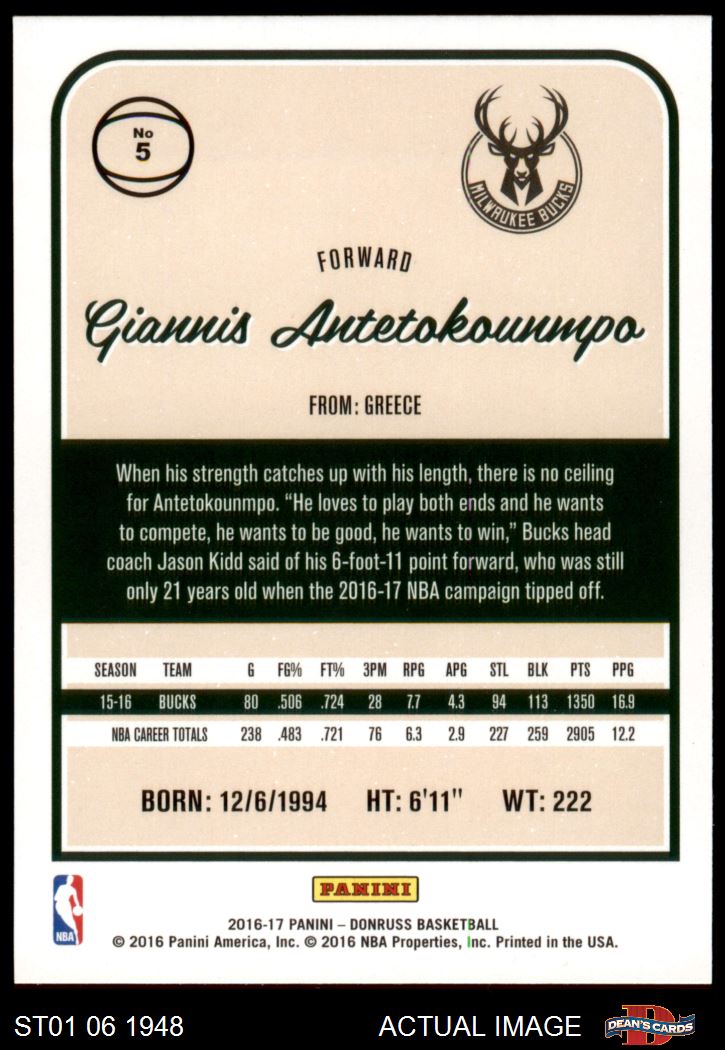 No
5
MILWAUKEE BUCKS
FORWARD
Giannis Antetokounmpo
FROM: GREECE
When his strength catches up with his length, there is no ceiling
for Antetokounmpo. “He loves to play both ends and he wants
to compete, he wants to be good, he wants to win,” Bucks head
coach Jason Kidd said of his 6-foot-11 point forward, who was still
only 21 years old when the 2016-17 NBA campaign tipped off.
SEASON TEAM G FG% FT% 3PM RPG APG STL BLK PTS PPG
15-16 BUCKS 80 .506 .724 28 7.7 4.3 94 113 1350 16.9
NBA CAREER TOTALS 238 .483 .721 76 6.3 2.9 227 259 2905 12.2
BORN: 12/6/1994 HT: 6'11" WT: 222
NBA
PANINI
2016-17 PANINI – DONRUSS BASKETBALL
© 2016 Panini America, Inc. © 2016 NBA Properties, Inc. Printed in the USA.
ST01 06 1948 ACTUAL IMAGE D DEAN'S CARDS